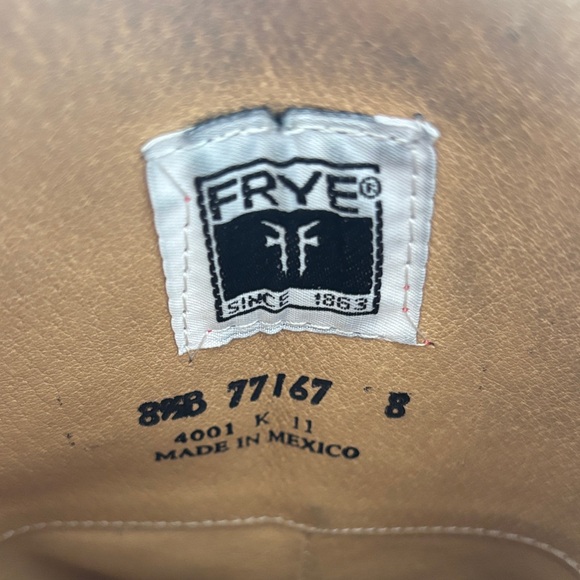 FRYE®
SINCE 1863
8½B 77167 8
4001 K 11
MADE IN MEXICO